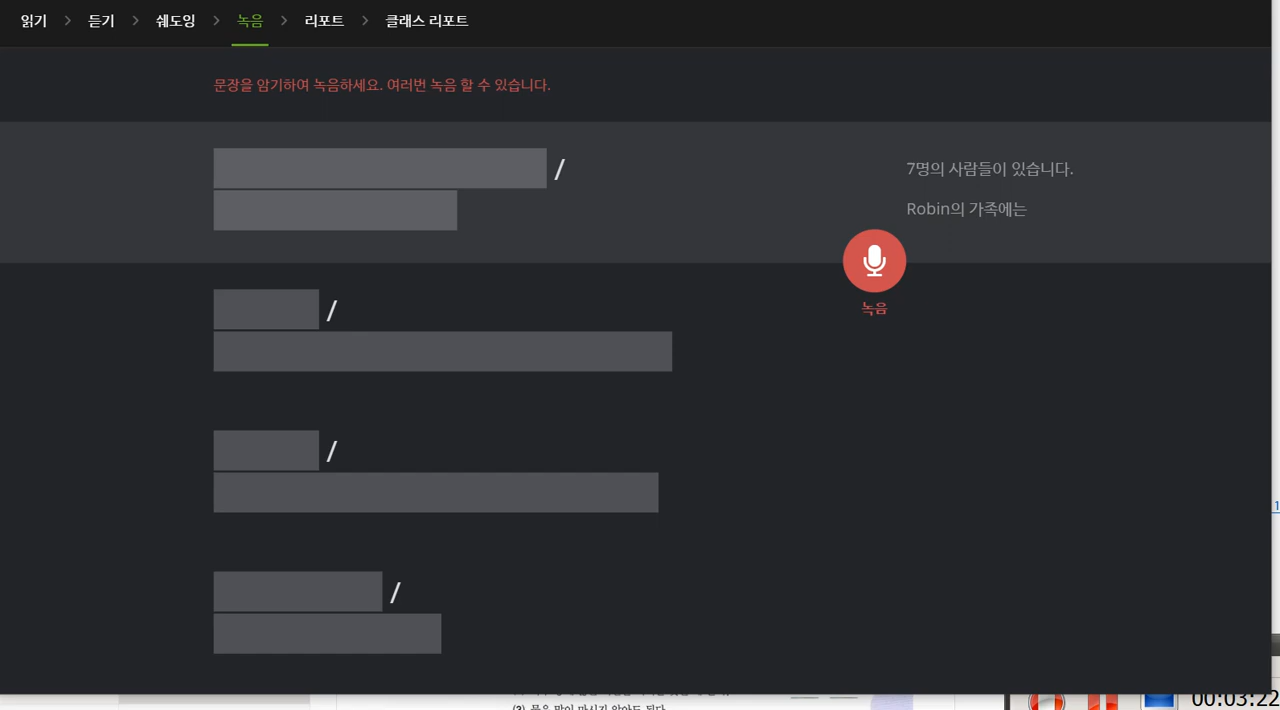 읽기 > 듣기 > 쉐도잉 > 녹음 > 리포트 > 클래스 리포트
문장을 암기하여 녹음하세요. 여러번 녹음 할 수 있습니다.
/
7명의 사람들이 있습니다.
Robin의 가족에는
녹음
/
/
/
1
00:03:22